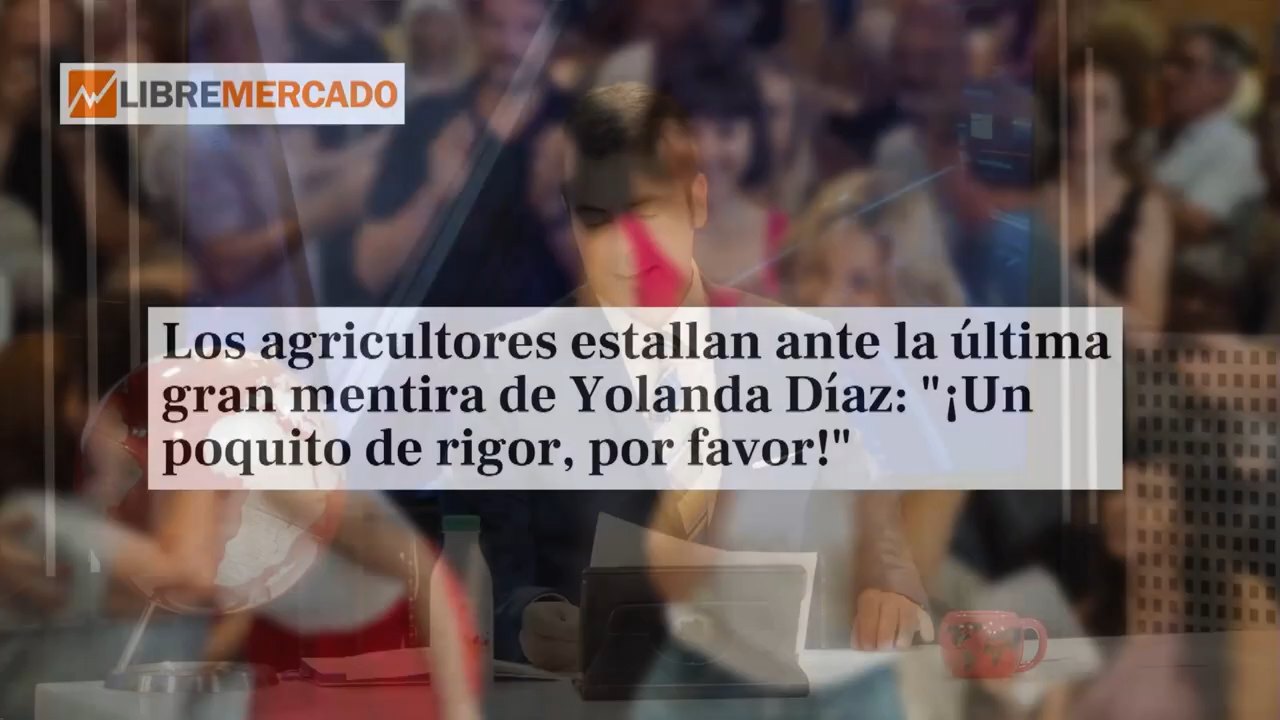 LIBREMERCADO
Los agricultores estallan ante la última
gran mentira de Yolanda Díaz: "¡Un
poquito de rigor, por favor!"